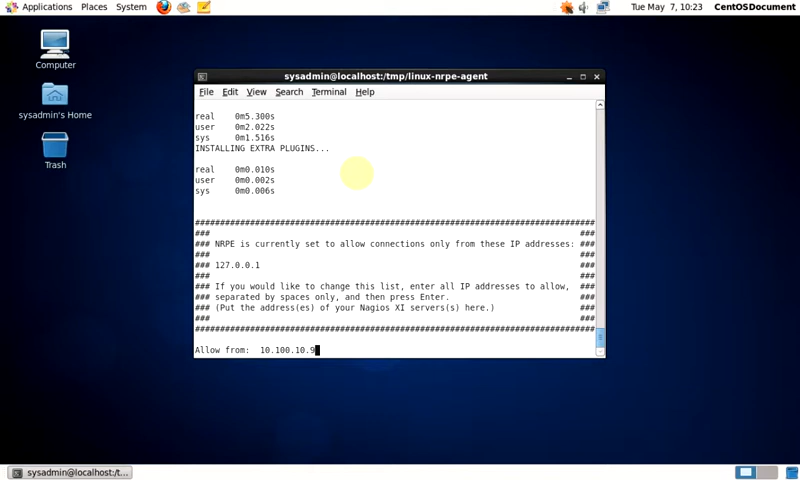 Applications Places System Tue May 7, 10:23 CentOSDocument
Computer
sysadmin's Home
Trash
sysadmin@localhost:/tmp/linux-nrpe-agent
File Edit View Search Terminal Help
real 0m5.300s
user 0m2.022s
sys 0m1.516s
INSTALLING EXTRA PLUGINS...
real 0m0.010s
user 0m0.002s
sys 0m0.006s
################################################################################
### ###
### NRPE is currently set to allow connections only from these IP addresses: ###
### ###
### 127.0.0.1 ###
### ###
### If you would like to change this list, enter all IP addresses to allow, ###
### separated by spaces only, and then press Enter. ###
### (Put the address(es) of your Nagios XI servers(s) here.) ###
### ###
################################################################################
Allow from: 10.100.10.9
sysadmin@localhost:/t...